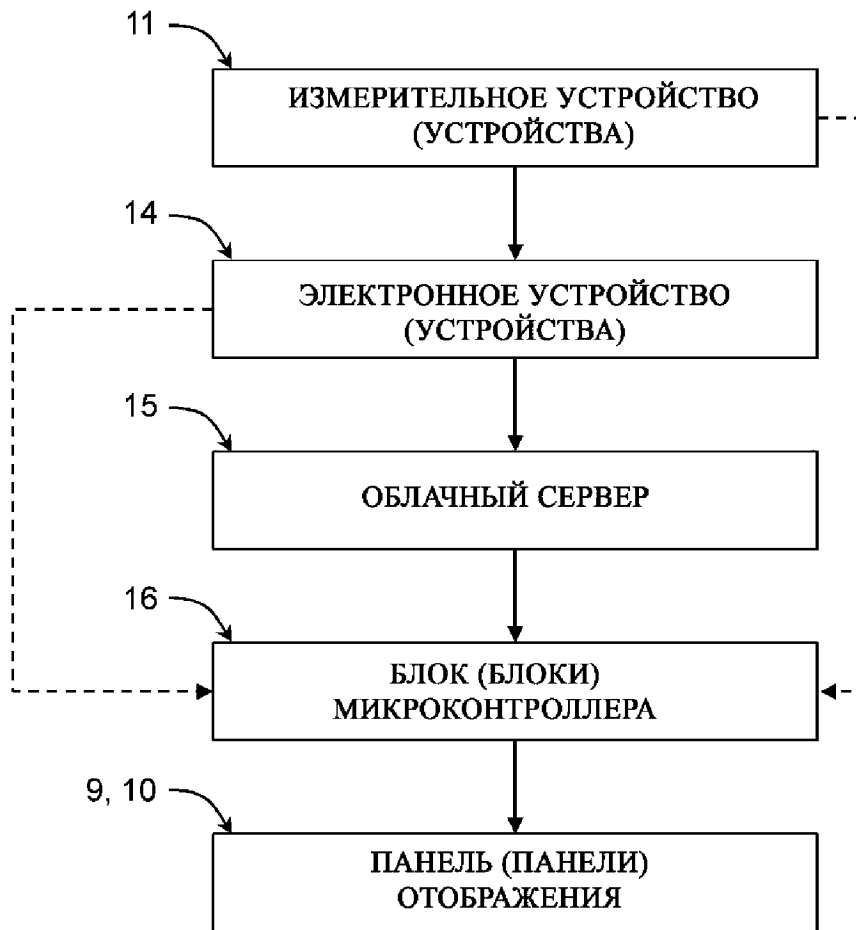 11
ИЗМЕРИТЕЛЬНОЕ УСТРОЙСТВО
(УСТРОЙСТВА)
14
ЭЛЕКТРОННОЕ УСТРОЙСТВО
(УСТРОЙСТВА)
15
ОБЛАЧНЫЙ СЕРВЕР
16
БЛОК (БЛОКИ)
МИКРОКОНТРОЛЛЕРА
9, 10
ПАНЕЛЬ (ПАНЕЛИ)
ОТОБРАЖЕНИЯ